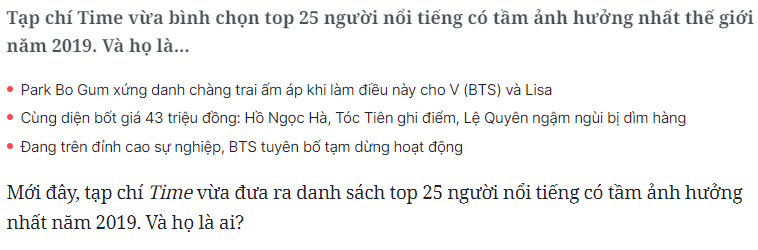 Tạp chí Time vừa bình chọn top 25 người nổi tiếng có tầm ảnh hưởng nhất thế giới
năm 2019. Và họ là...
Park Bo Gum xứng danh chàng trai ấm áp khi làm điều này cho V (BTS) và Lisa
Cùng diện bốt giá 43 triệu đồng: Hồ Ngọc Hà, Tóc Tiên ghi điểm, Lệ Quyên ngậm ngùi bị dìm hàng
Đang trên đỉnh cao sự nghiệp, BTS tuyên bố tạm dừng hoạt động
Mới đây, tạp chí Time vừa đưa ra danh sách top 25 người nổi tiếng có tầm ảnh hưởng
nhất năm 2019. Và họ là ai?